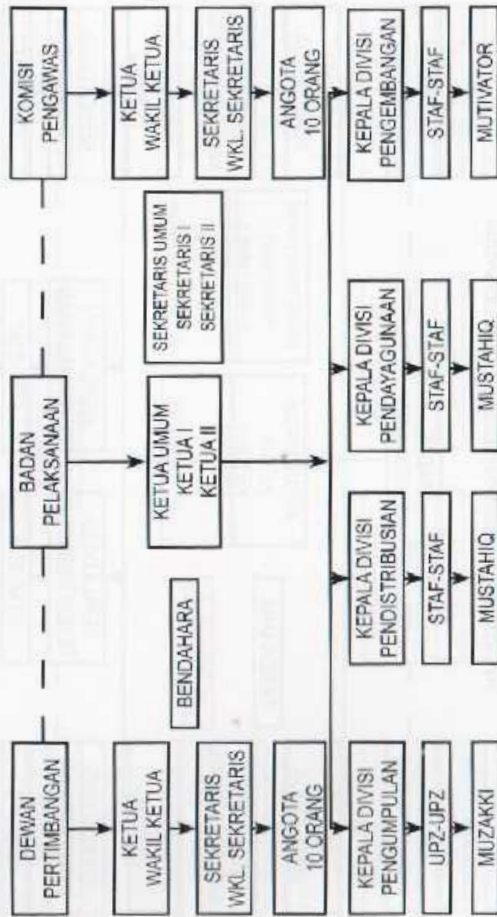 DEWAN
PERTIMBANGAN
BADAN
PELAKSANAAN
KOMISI
PENGAWAS
KETUA
WAKIL KETUA
KETUA UMUM
KETUA I
KETUA II
SEKRETARIS UMUM
SEKRETARIS I
SEKRETARIS II
KETUA
WAKIL KETUA
BENDAHARA
SEKRETARIS
WKL. SEKRETARIS
SEKRETARIS
WKL. SEKRETARIS
ANGOTA
10 ORANG
ANGOTA
10 ORANG
KEPALA DIVISI
PENGUMPULAN
KEPALA DIVISI
PENDISTRIBUSIAN
KEPALA DIVISI
PENDAYAGUNAAN
KEPALA DIVISI
PENGEMBANGAN
UPZ-UPZ
STAF-STAF
STAF-STAF
STAF-STAF
MUZAKKI
MUSTAHIQ
MUSTAHIQ
MUTIVATOR